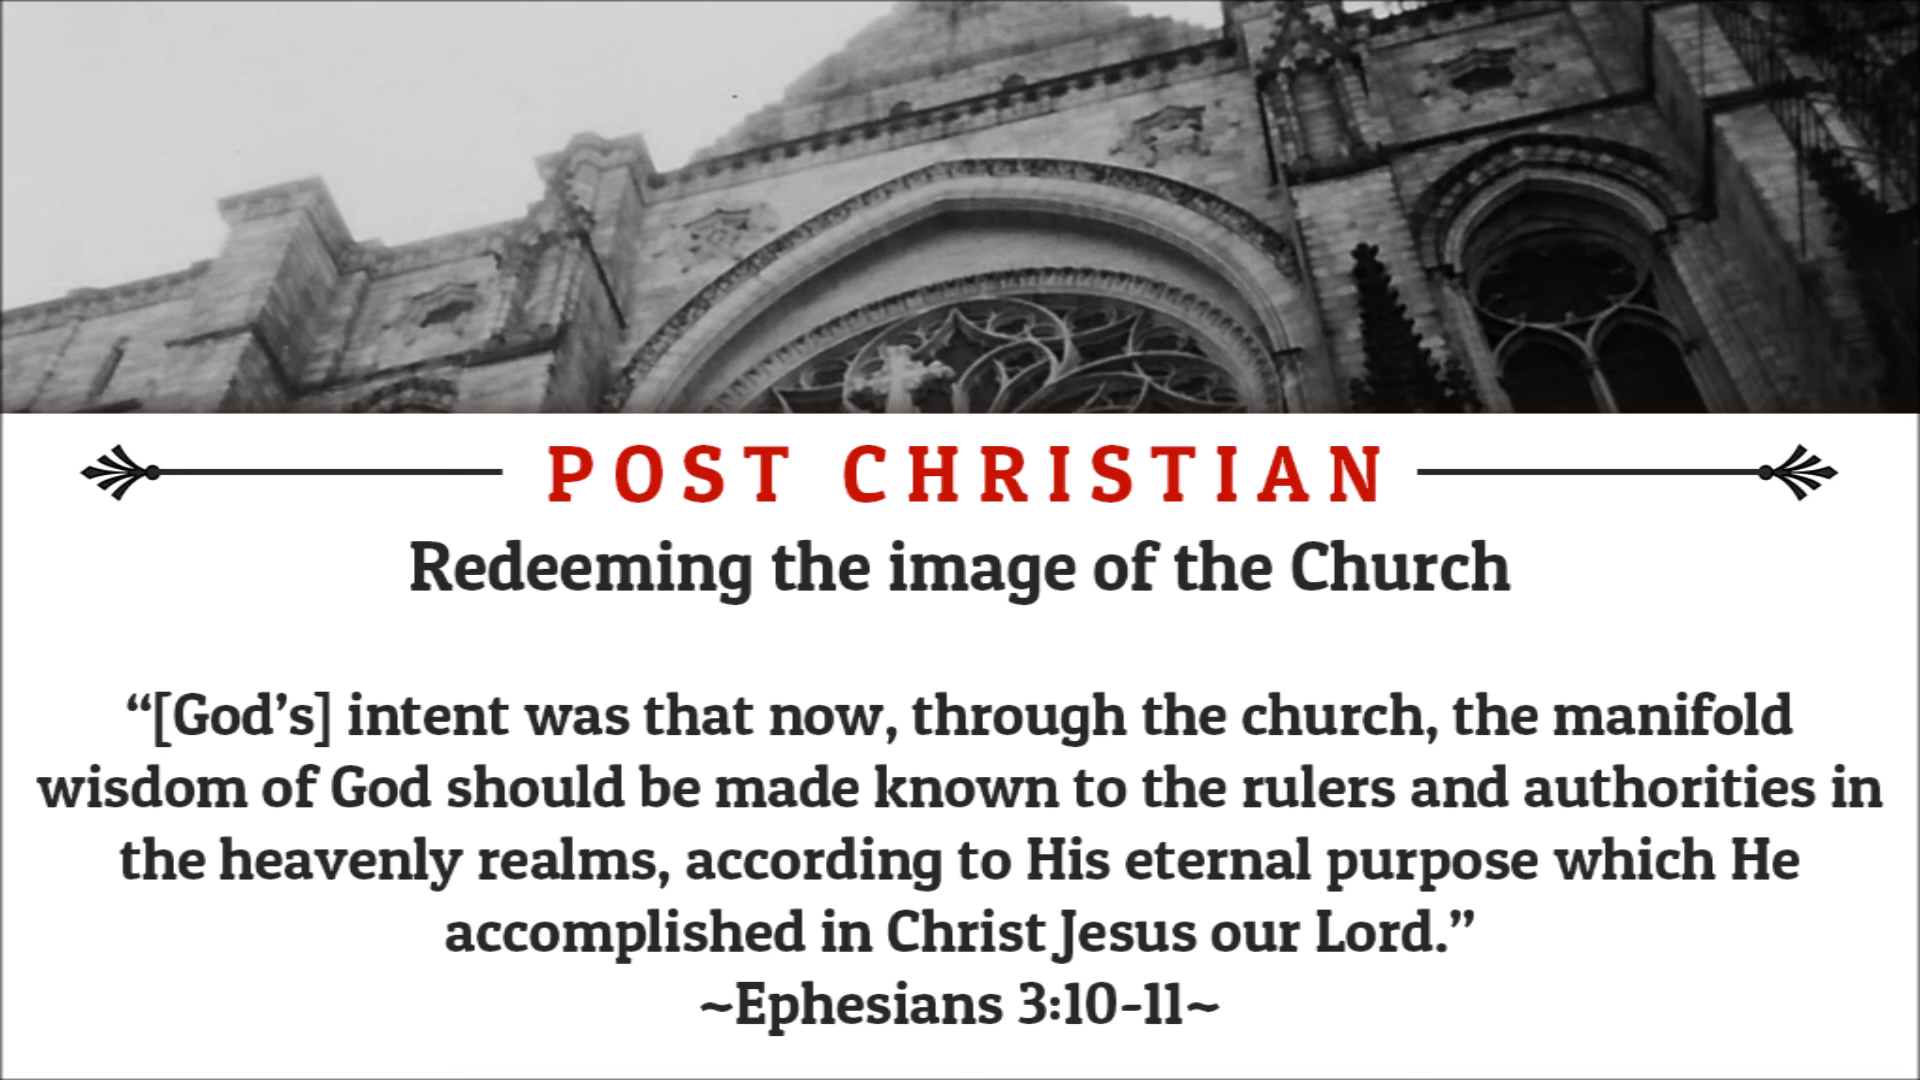 POST CHRISTIAN
Redeeming the image of the Church
“[God’s] intent was that now, through the church, the manifold
wisdom of God should be made known to the rulers and authorities in
the heavenly realms, according to His eternal purpose which He
accomplished in Christ Jesus our Lord.”
~Ephesians 3:10-11~